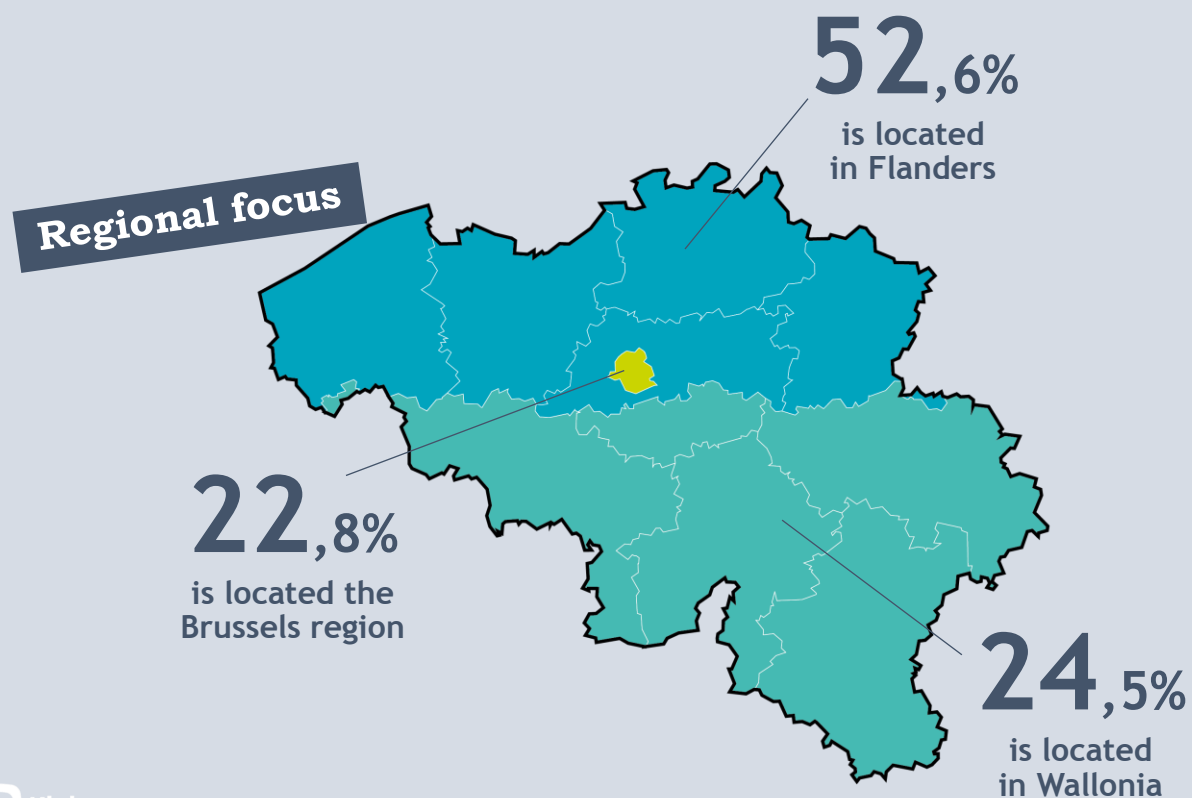 52,6%
is located
in Flanders
Regional focus
22,8%
is located the
Brussels region
24,5%
is located
in Wallonia